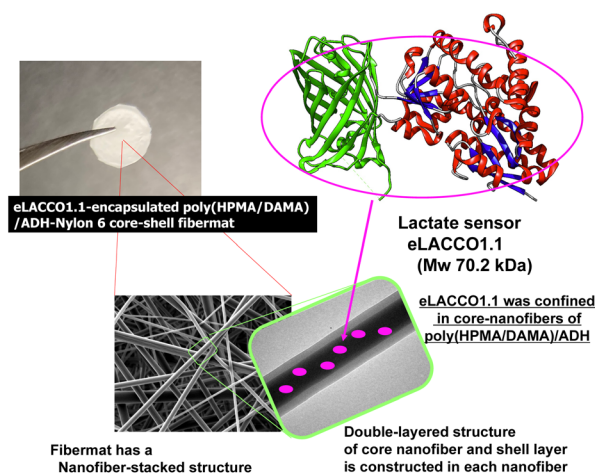 eLACCO1.1-encapsulated poly(HPMA/DAMA)
/ADH-Nylon 6 core-shell fibermat
Lactate sensor
eLACCO1.1
(Mw 70.2 kDa)
eLACCO1.1 was confined
in core-nanofibers of
poly(HPMA/DAMA)/ADH
Fibermat has a
Nanofiber-stacked structure
Double-layered structure
of core nanofiber and shell layer
is constructed in each nanofiber